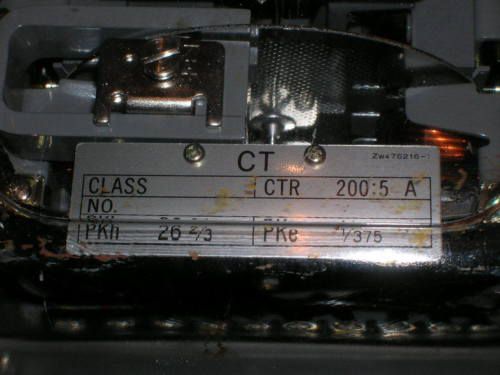 CT
ZW476216-1
CLASS CTR 200:5 A
NO.
PKh 26 2/3 PKe 1/375